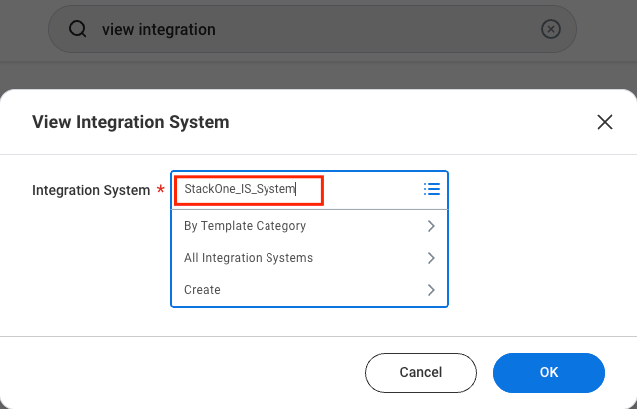 view integration
View Integration System
Integration System *
StackOne_IS_System
By Template Category
All Integration Systems
Create
Cancel
OK